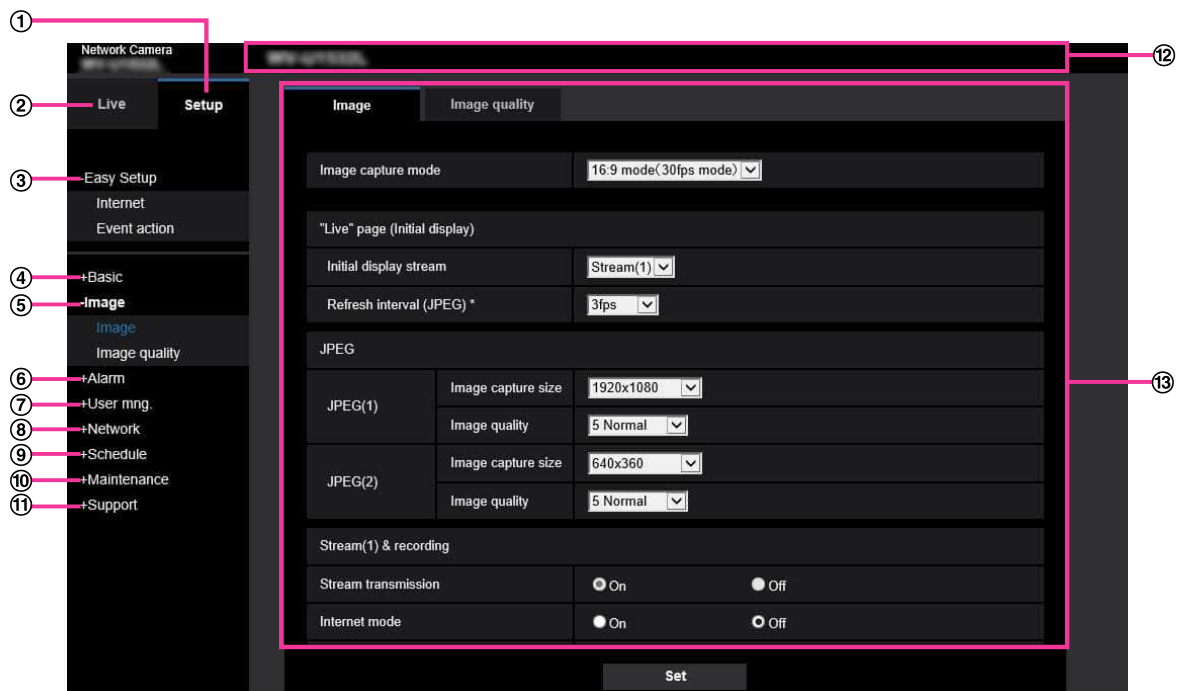 ①
Network Camera
⑫
② Live Setup
Image Image quality
Image capture mode 16:9 mode(30fps mode)
③ -Easy Setup
Internet
Event action
"Live" page (Initial display)
Initial display stream Stream(1)
Refresh interval (JPEG) * 3fps
④ +Basic
⑤ -Image
Image
Image quality
⑥ +Alarm
⑦ +User mng.
⑧ +Network
⑨ +Schedule
⑩ +Maintenance
⑪ +Support
JPEG
JPEG(1) Image capture size 1920x1080
Image quality 5 Normal
⑬
JPEG(2) Image capture size 640x360
Image quality 5 Normal
Stream(1) & recording
Stream transmission On Off
Internet mode On Off
Set